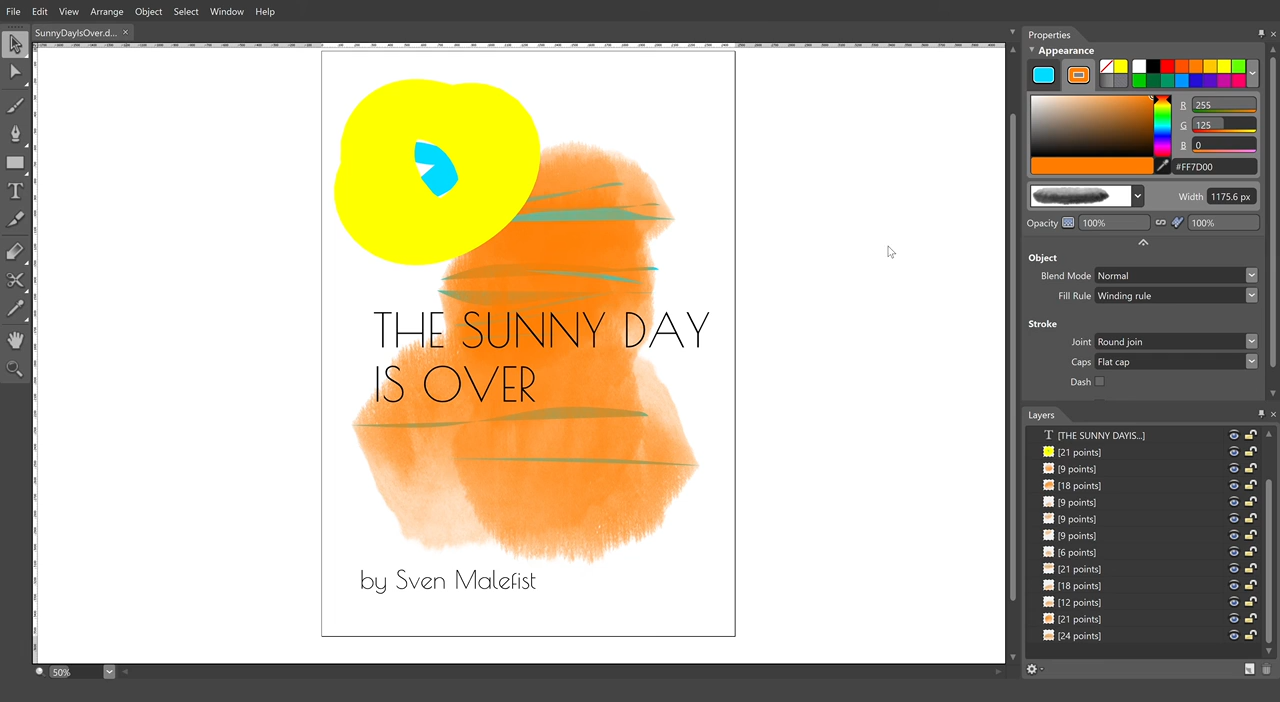 File Edit View Arrange Object Select Window Help
SunnyDayIsOver.d... ×
THE SUNNY DAY
IS OVER
by Sven Malefist
50%
Properties
Appearance
R 255
G 125
B 0
#FF7D00
Width 1175.6 px
Opacity 100% 100%
Object
Blend Mode Normal
Fill Rule Winding rule
Stroke
Joint Round join
Caps Flat cap
Dash
Layers
T [THE SUNNY DAYIS...]
[21 points]
[9 points]
[18 points]
[9 points]
[9 points]
[9 points]
[6 points]
[21 points]
[18 points]
[12 points]
[21 points]
[24 points]